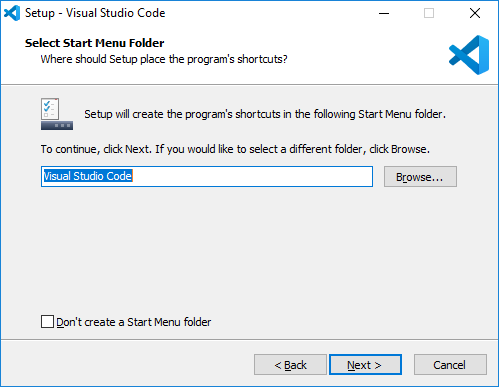 Setup - Visual Studio Code
Select Start Menu Folder
Where should Setup place the program's shortcuts?
Setup will create the program's shortcuts in the following Start Menu folder.
To continue, click Next. If you would like to select a different folder, click Browse.
Visual Studio Code
Browse...
Don't create a Start Menu folder
< Back
Next >
Cancel